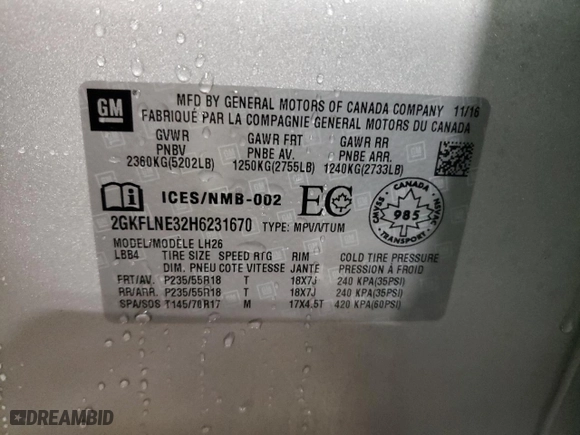 GM
MFD BY GENERAL MOTORS OF CANADA COMPANY 11/16
FABRIQUÉ PAR LA COMPAGNIE GENERAL MOTORS DU CANADA
GVWR GAWR FRT GAWR RR
PNBV PNBE AV. PNBE ARR.
2360KG(5202LB) 1250KG(2755LB) 1240KG(2733LB)
ICES/NMB-002 EC
CANADA
985
CMVSS NSVAC
2GKFLNE32H6231670 TYPE: MPV/VTUM
MODEL/MODÈLE LH26
LBB4 TIRE SIZE SPEED RTG RIM COLD TIRE PRESSURE
DIM. PNEU COTE VITESSE JANTE PRESSION À FROID
FRT/AV. P235/55R18 T 18X7J 240 KPA(35PSI)
RR/ARR. P235/55R18 T 18X7J 240 KPA(35PSI)
SPA/SOS T145/70R17 M 17X4.5T 420 KPA(60PSI)
DREAMBID